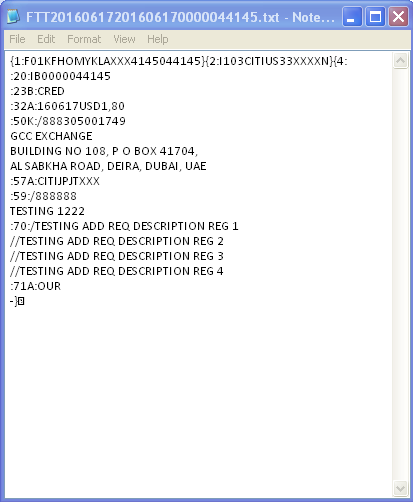 FTT20160617201606170000044145.txt - Note...
File Edit Format View Help
{1:F01KFHOMYKLAXXX4145044145}{2:I103CITIUS33XXXXN}{4:
:20:IB0000044145
:23B:CRED
:32A:160617USD1,80
:50K:/888305001749
GCC EXCHANGE
BUILDING NO 108, P O BOX 41704,
AL SABKHA ROAD, DEIRA, DUBAI, UAE
:57A:CITIJPJTXXX
:59:/888888
TESTING 1222
:70:/TESTING ADD REQ DESCRIPTION REG 1
//TESTING ADD REQ DESCRIPTION REG 2
//TESTING ADD REQ DESCRIPTION REG 3
//TESTING ADD REQ DESCRIPTION REG 4
:71A:OUR
-}